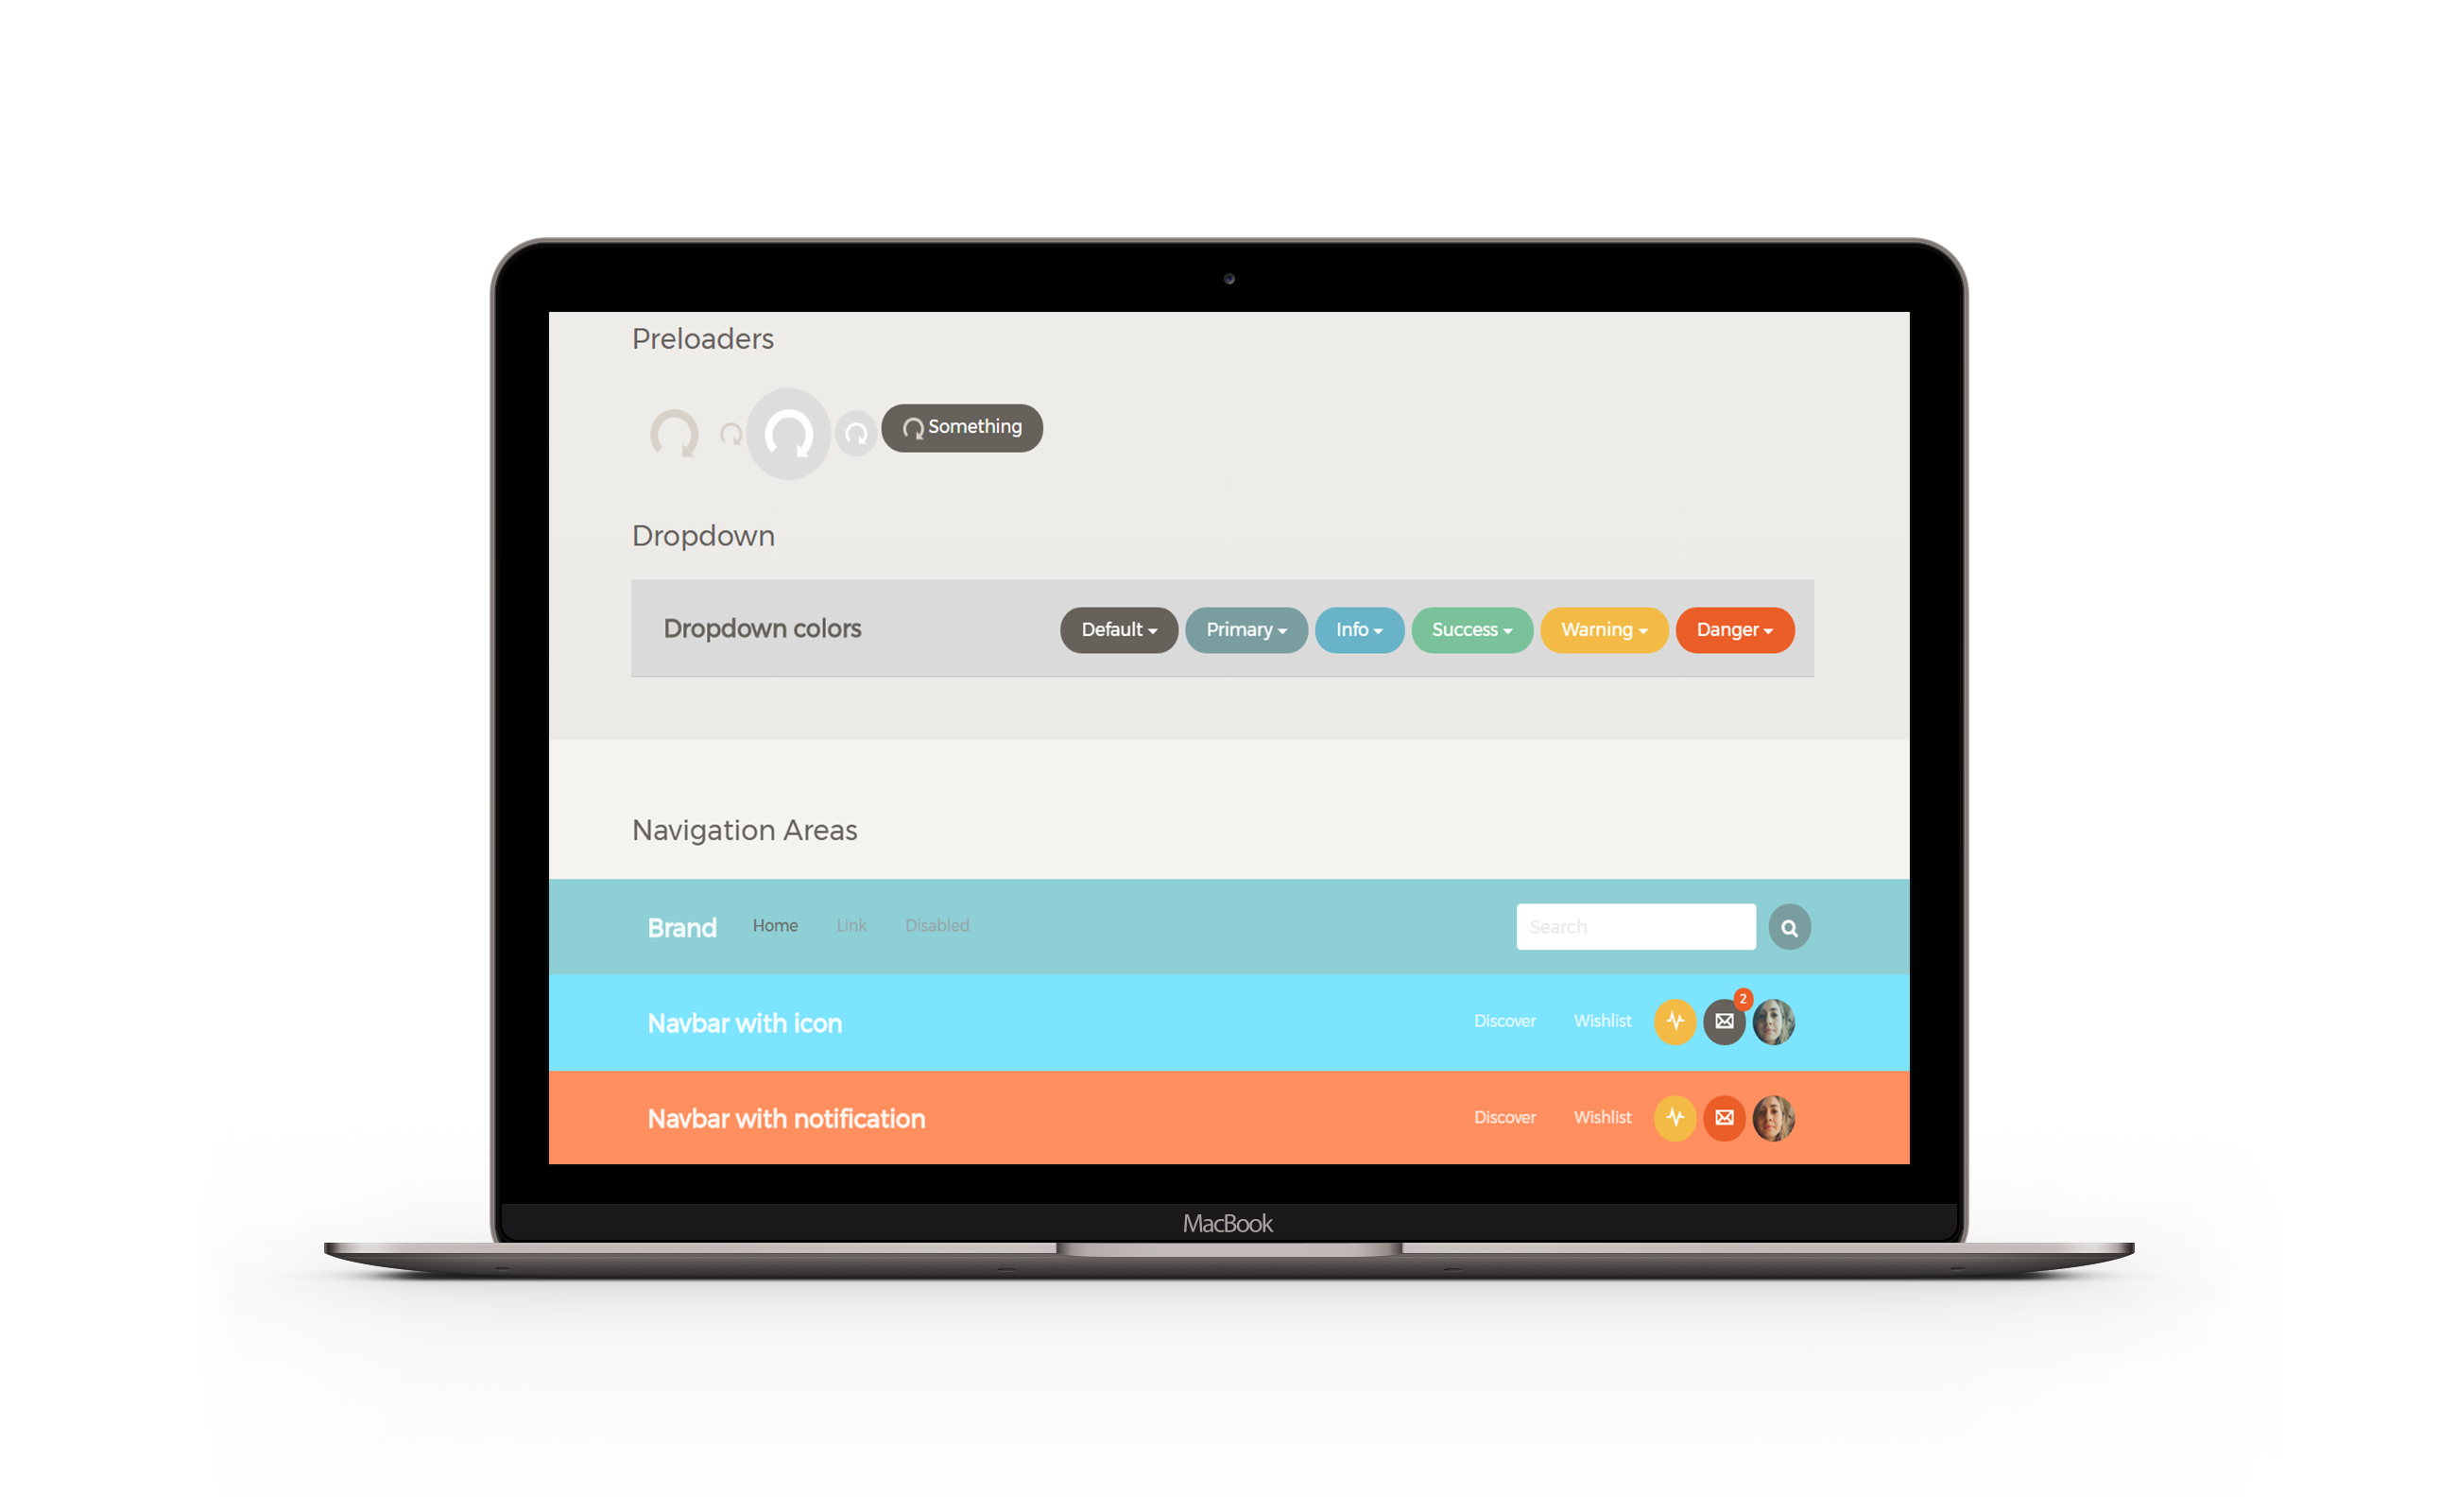 Preloaders
Something
Dropdown
Dropdown colors Default Primary Info Success Warning Danger
Navigation Areas
Brand Home Link Disabled Search
2
Navbar with icon Discover Wishlist
Navbar with notification Discover Wishlist
MacBook